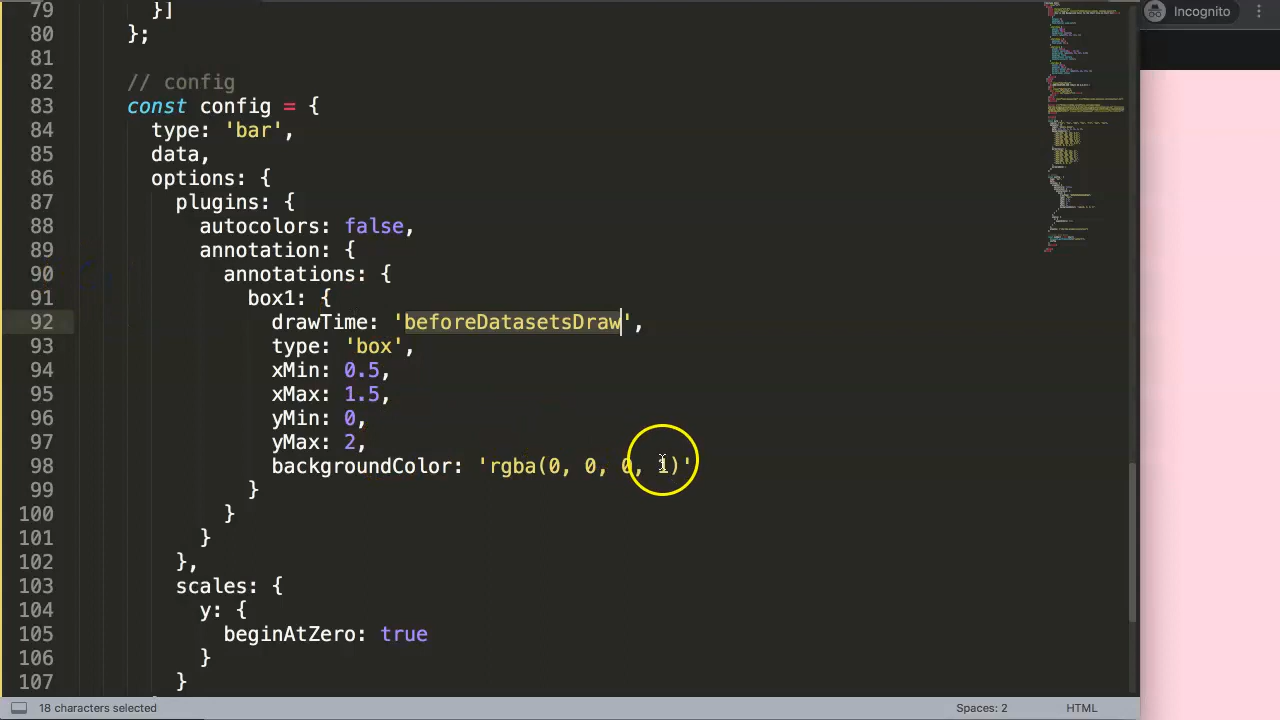 79 }]
Incognito
80 };
81
82 // config
83 const config = {
84 type: 'bar',
85 data,
86 options: {
87 plugins: {
88 autocolors: false,
89 annotation: {
90 annotations: {
91 box1: {
92 drawTime: 'beforeDatasetsDraw',
93 type: 'box',
94 xMin: 0.5,
95 xMax: 1.5,
96 yMin: 0,
97 yMax: 2,
98 backgroundColor: 'rgba(0, 0, 0, 1)'
99 }
100 }
101 }
102 },
103 scales: {
104 y: {
105 beginAtZero: true
106 }
107 }
18 characters selected
Spaces: 2
HTML